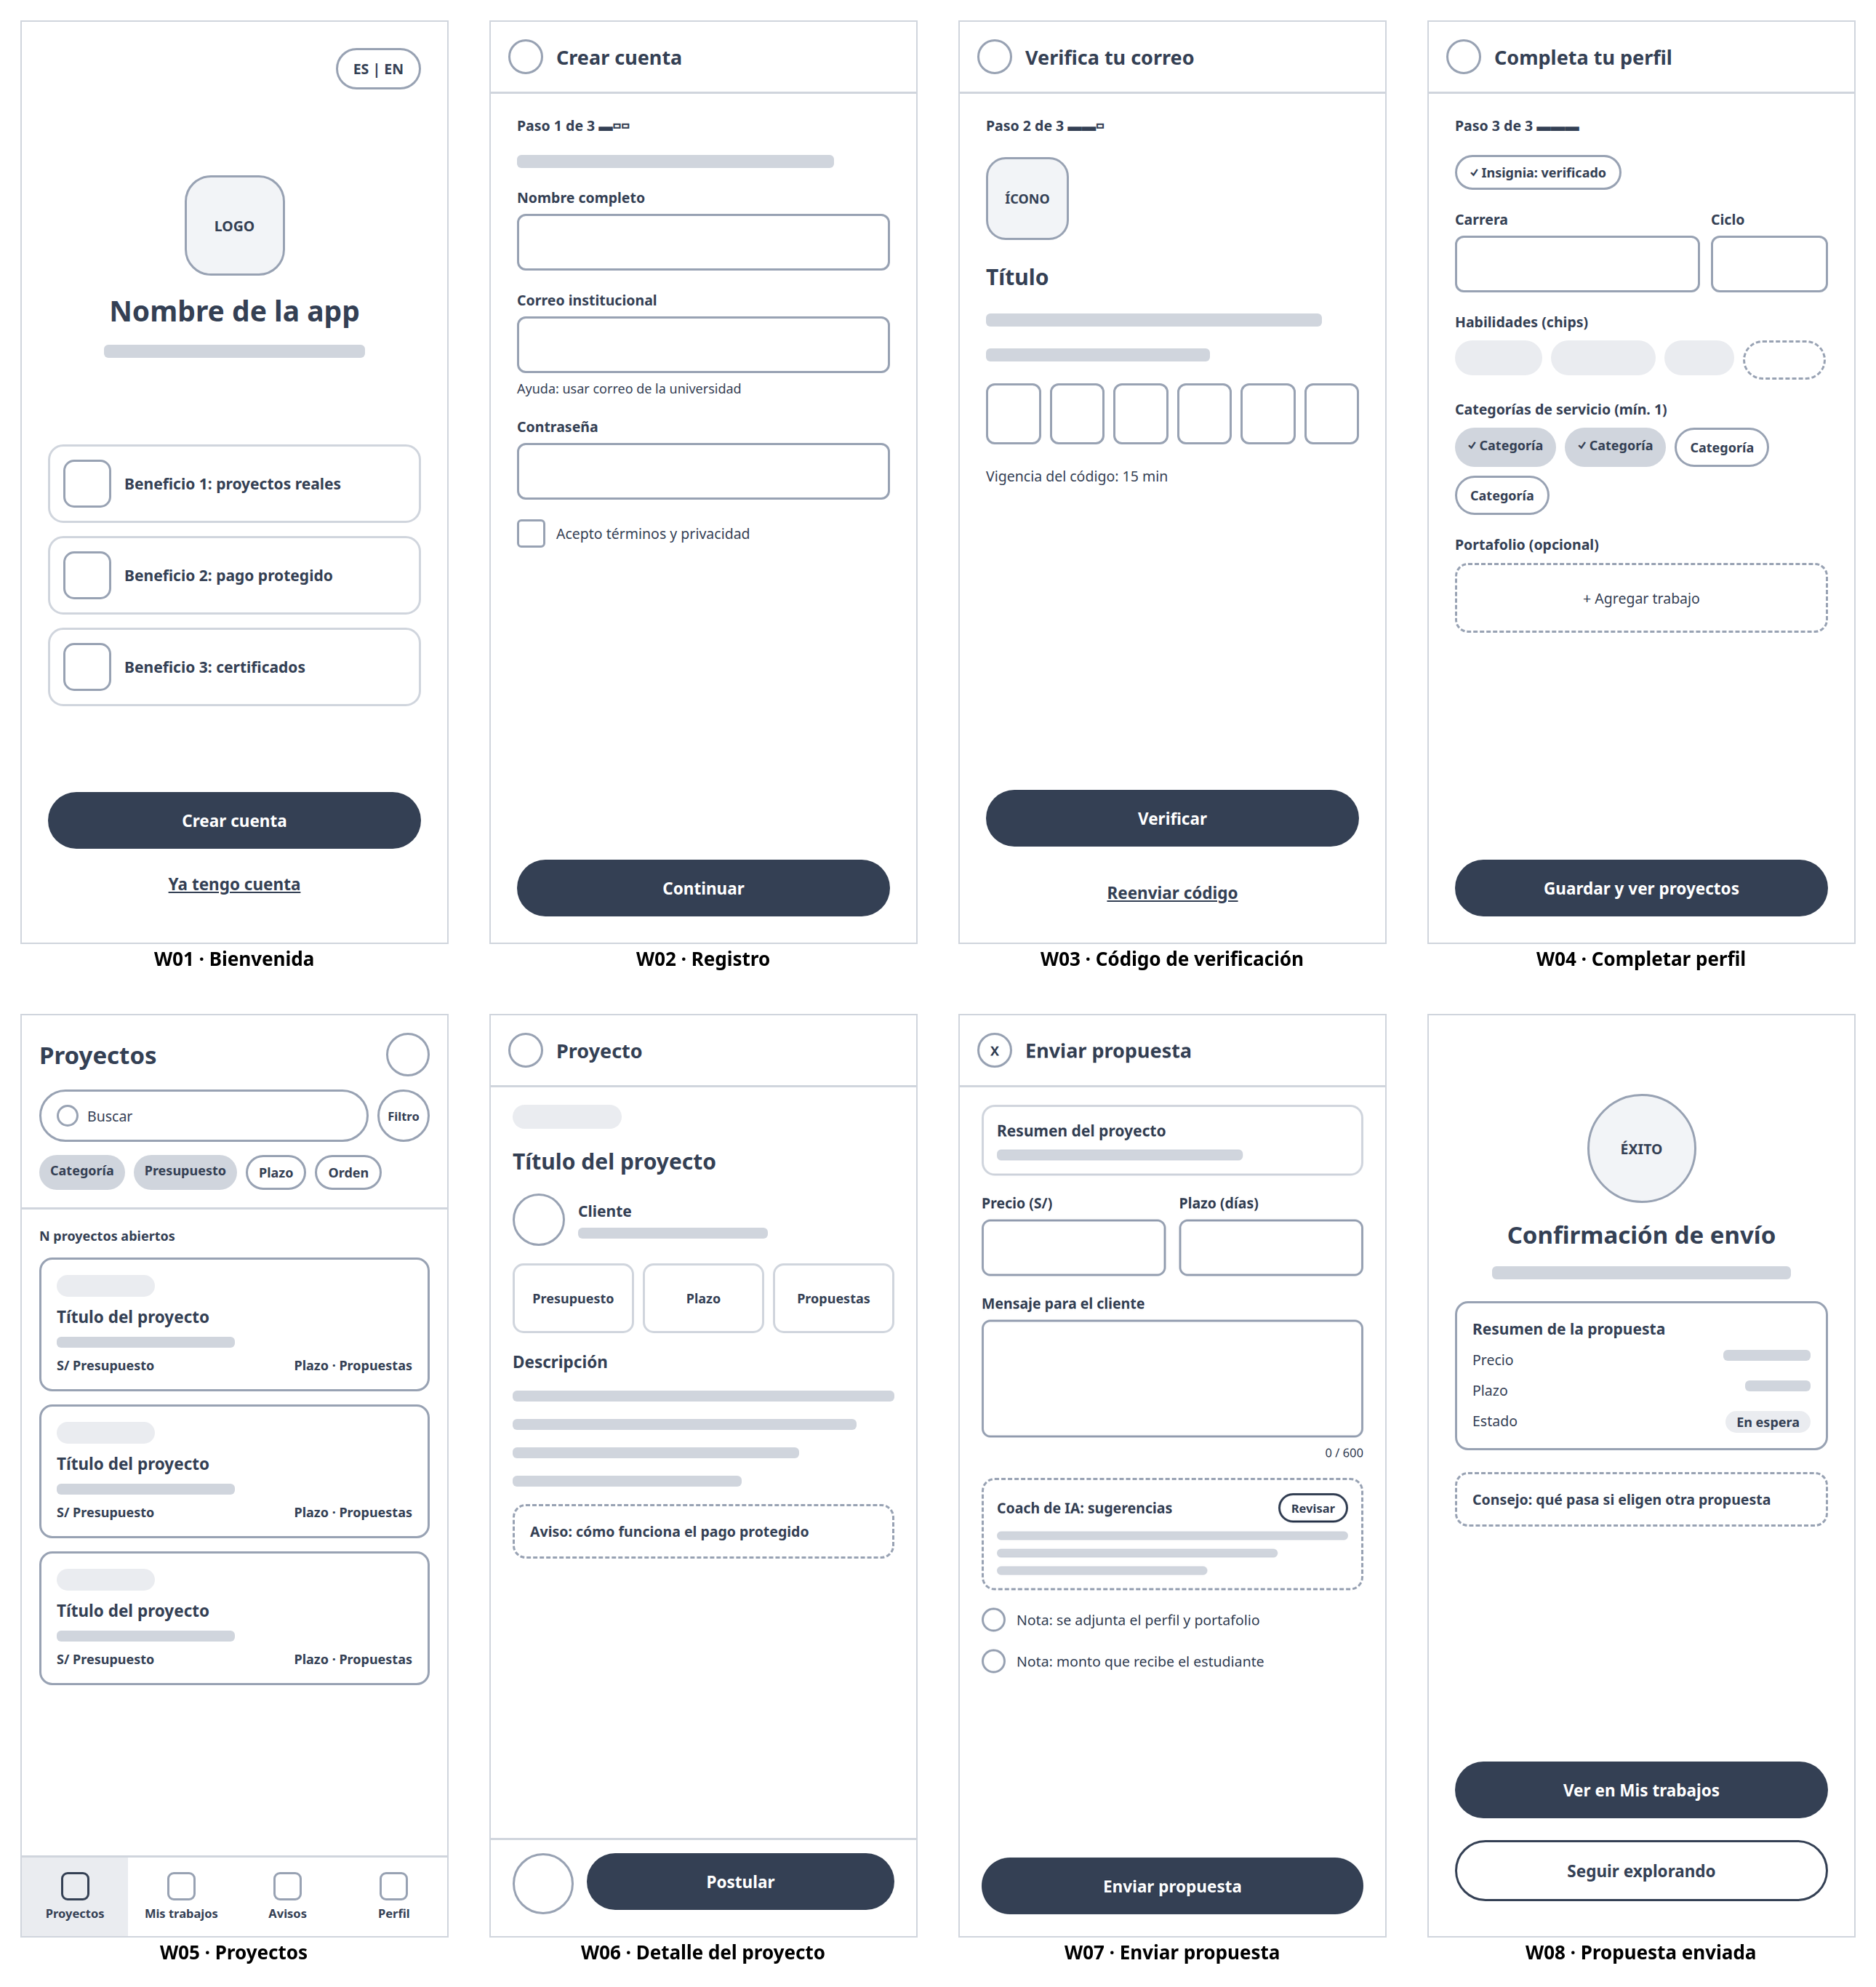 ES | EN
LOGO
Nombre de la app
Beneficio 1: proyectos reales
Beneficio 2: pago protegido
Beneficio 3: certificados
Crear cuenta
Ya tengo cuenta
W01 · Bienvenida
Crear cuenta
Paso 1 de 3
Nombre completo
Correo institucional
Ayuda: usar correo de la universidad
Contraseña
Acepto términos y privacidad
Continuar
W02 · Registro
Verifica tu correo
Paso 2 de 3
ÍCONO
Título
Vigencia del código: 15 min
Verificar
Reenviar código
W03 · Código de verificación
Completa tu perfil
Paso 3 de 3
✓ Insignia: verificado
Carrera Ciclo
Habilidades (chips)
Categorías de servicio (mín. 1)
✓ Categoría ✓ Categoría Categoría
Categoría
Portafolio (opcional)
+ Agregar trabajo
Guardar y ver proyectos
W04 · Completar perfil
Proyectos
Buscar Filtro
Categoría Presupuesto Plazo Orden
N proyectos abiertos
Título del proyecto
S/ Presupuesto Plazo · Propuestas
Título del proyecto
S/ Presupuesto Plazo · Propuestas
Título del proyecto
S/ Presupuesto Plazo · Propuestas
Proyectos Mis trabajos Avisos Perfil
W05 · Proyectos
Proyecto
Título del proyecto
Cliente
Presupuesto Plazo Propuestas
Descripción
Aviso: cómo funciona el pago protegido
Postular
W06 · Detalle del proyecto
X Enviar propuesta
Resumen del proyecto
Precio (S/) Plazo (días)
Mensaje para el cliente
0 / 600
Coach de IA: sugerencias Revisar
Nota: se adjunta el perfil y portafolio
Nota: monto que recibe el estudiante
Enviar propuesta
W07 · Enviar propuesta
ÉXITO
Confirmación de envío
Resumen de la propuesta
Precio
Plazo
Estado En espera
Consejo: qué pasa si eligen otra propuesta
Ver en Mis trabajos
Seguir explorando
W08 · Propuesta enviada